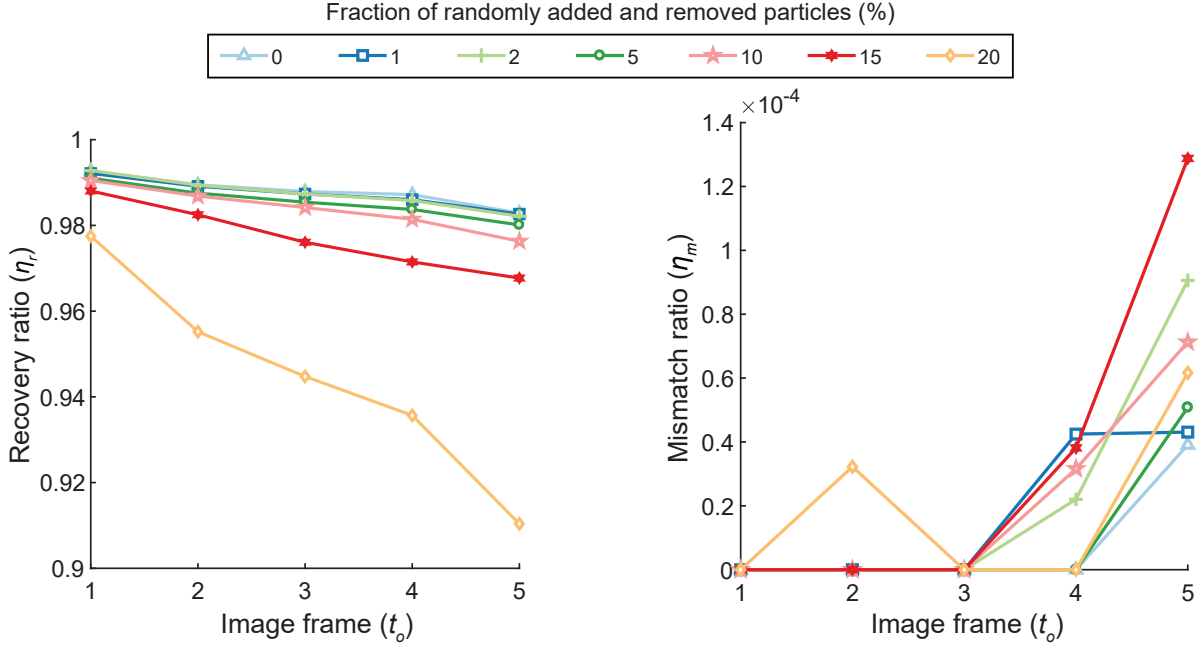 Fraction of randomly added and removed particles (%)
0 1 2 5 10 15 20
Recovery ratio (ηr)
1
0.98
0.96
0.94
0.92
0.9
1 2 3 4 5
Image frame (to)
×10-4
Mismatch ratio (ηm)
1.4
1.2
1
0.8
0.6
0.4
0.2
0
1 2 3 4 5
Image frame (to)